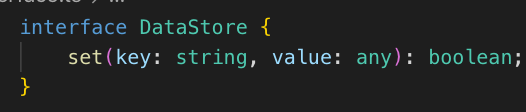 interface DataStore {
    set(key: string, value: any): boolean;
}